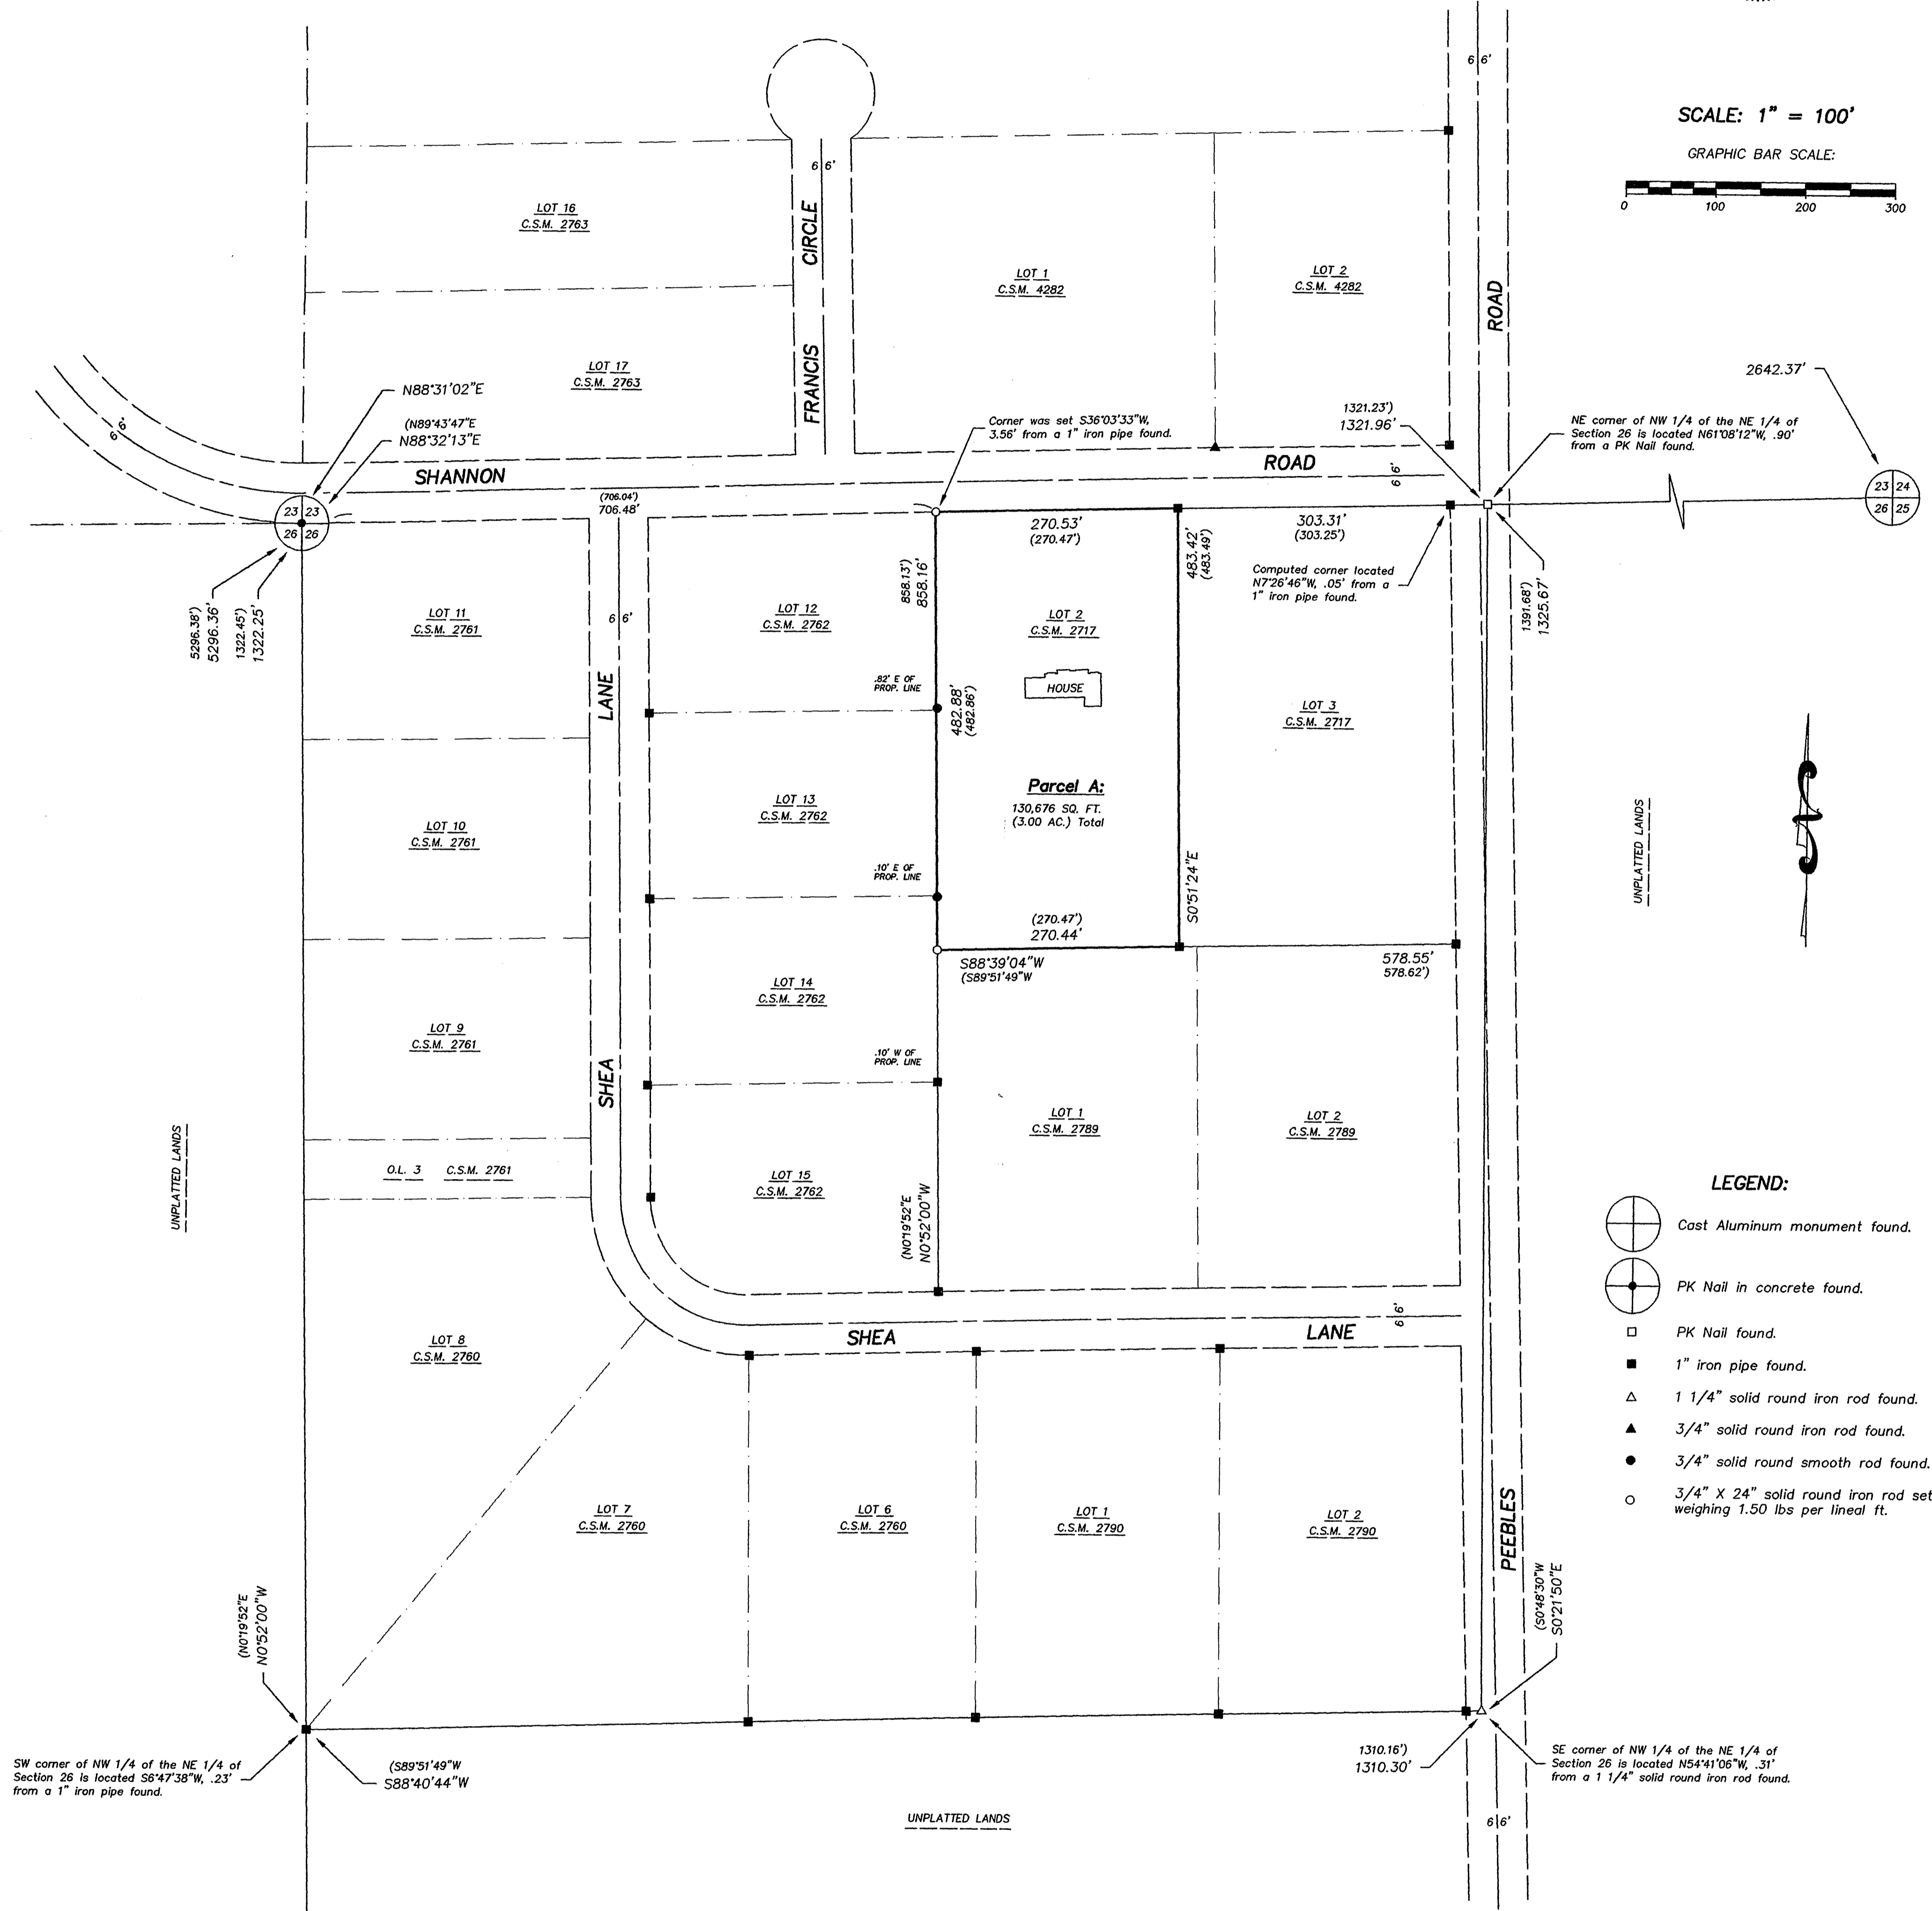 6 6'
SCALE: 1" = 100'
GRAPHIC BAR SCALE:
0 100 200 300
6 6'
LOT 16
C.S.M. 2763
FRANCIS CIRCLE
LOT 1
C.S.M. 4282
LOT 2
C.S.M. 4282
ROAD
LOT 17
C.S.M. 2763
2642.37'
N88°31'02"E
(N89°43'47"E
N88°32'13"E
6 6'
Corner was set S36°03'33"W,
3.56' from a 1" iron pipe found.
1321.23')
1321.96'
NE corner of NW 1/4 of the NE 1/4 of
Section 26 is located N61°08'12"W, .90'
from a PK Nail found.
SHANNON ROAD
6 6'
23 23
26 26
23 24
26 25
(706.04')
706.48'
270.53'
(270.47')
303.31'
(303.25')
483.42'
(483.49')
858.13')
858.16'
Computed corner located
N7°26'46"W, .05' from a
1" iron pipe found.
1391.68')
1325.67'
5296.38')
5296.36'
1322.45')
1322.25'
LOT 11
C.S.M. 2761
6 6'
LOT 12
C.S.M. 2762
LOT 2
C.S.M. 2717
HOUSE
LANE
.82' E OF
PROP. LINE
482.88'
(482.86')
LOT 3
C.S.M. 2717
Parcel A:
130,676 SQ. FT.
(3.00 AC.) Total
LOT 10
C.S.M. 2761
LOT 13
C.S.M. 2762
UNPLATTED LANDS
.10' E OF
PROP. LINE
S0°51'24"E
(270.47')
270.44'
S88°39'04"W
(S89°51'49"W
578.55'
578.62')
LOT 14
C.S.M. 2762
LOT 9
C.S.M. 2761
SHEA
.10' W OF
PROP. LINE
LOT 1
C.S.M. 2789
LOT 2
C.S.M. 2789
UNPLATTED LANDS
O.L. 3 C.S.M. 2761
LOT 15
C.S.M. 2762
(N0°19'52"E
N0°52'00"W
LEGEND:
Cast Aluminum monument found.
PK Nail in concrete found.
PK Nail found.
1" iron pipe found.
1 1/4" solid round iron rod found.
3/4" solid round iron rod found.
3/4" solid round smooth rod found.
3/4" X 24" solid round iron rod set
weighing 1.50 lbs per lineal ft.
6 6'
SHEA LANE
LOT 8
C.S.M. 2760
LOT 7
C.S.M. 2760
LOT 6
C.S.M. 2760
LOT 1
C.S.M. 2790
LOT 2
C.S.M. 2790
PEEBLES
(S0°48'30"W
S0°21'50"E
(N0°19'52"E
N0°52'00"W
SW corner of NW 1/4 of the NE 1/4 of
Section 26 is located S6°47'38"W, .23'
from a 1" iron pipe found.
(S89°51'49"W
S88°40'44"W
1310.16')
1310.30'
SE corner of NW 1/4 of the NE 1/4 of
Section 26 is located N54°41'06"W, .31'
from a 1 1/4" solid round iron rod found.
UNPLATTED LANDS
6 6'